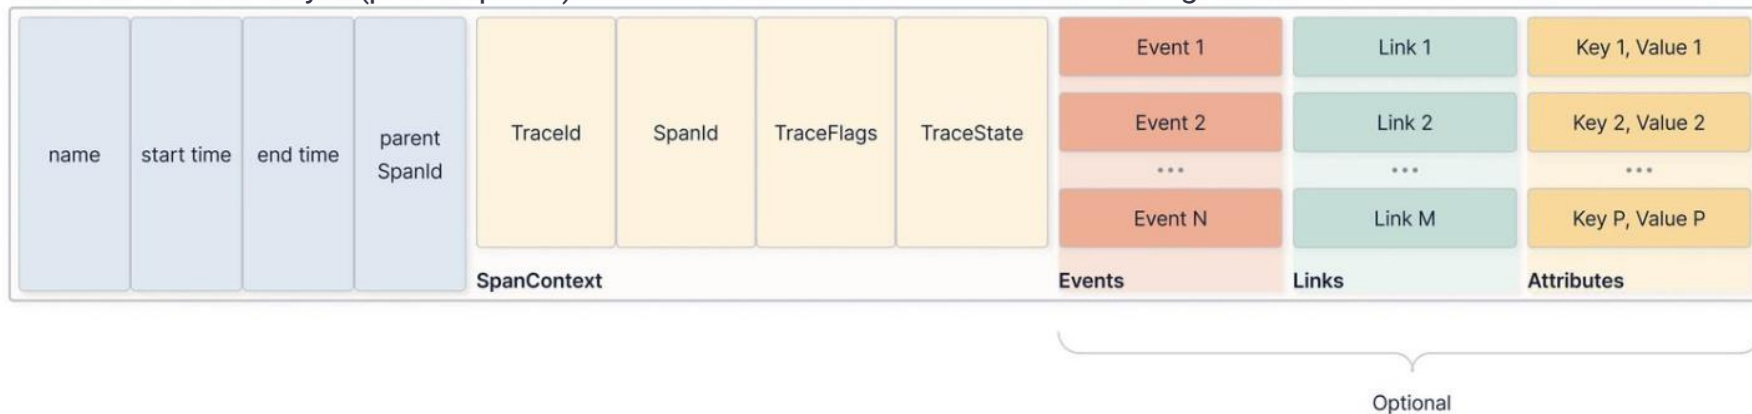 name
start time
end time
parent
SpanId
TraceId
SpanId
TraceFlags
TraceState
SpanContext
Event 1
Event 2
...
Event N
Events
Link 1
Link 2
...
Link M
Links
Key 1, Value 1
Key 2, Value 2
...
Key P, Value P
Attributes
Optional